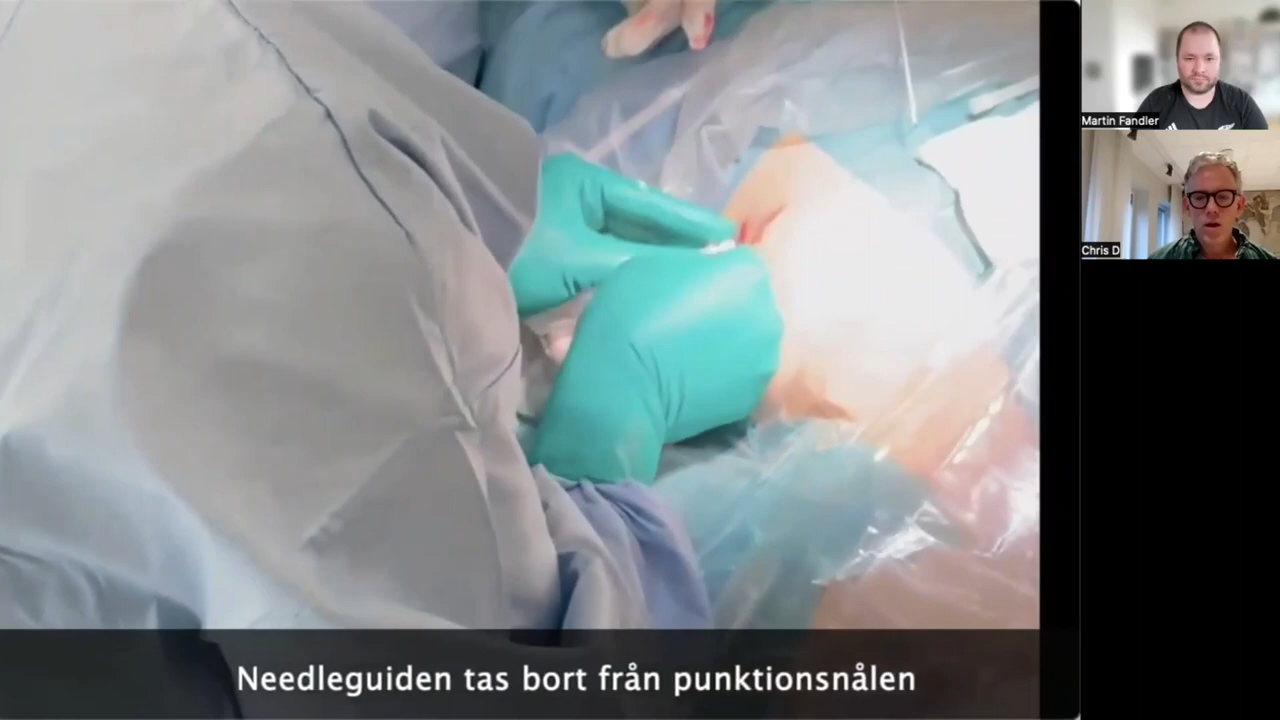 Martin Fandler
Chris D
Needleguiden tas bort från punktionsnålen